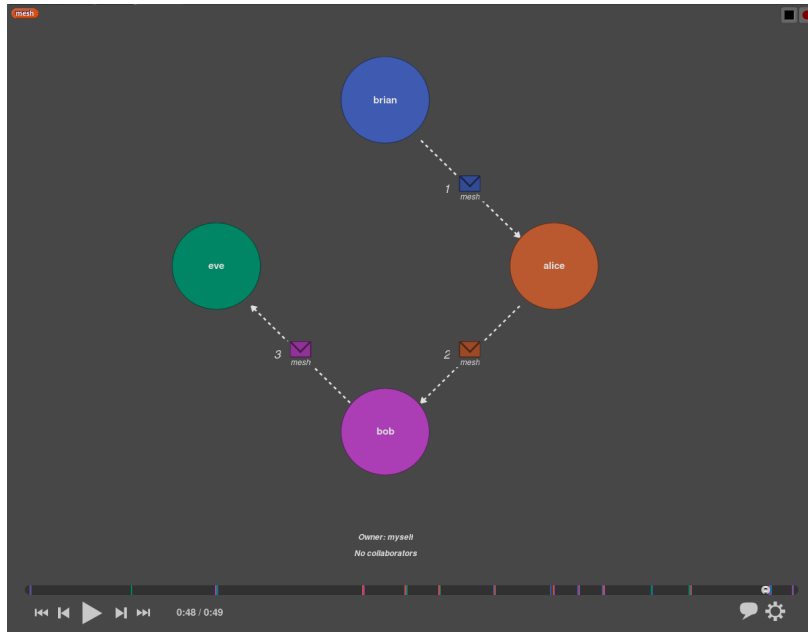 mesh
brian
1
mesh
eve
alice
3
mesh
2
mesh
bob
Owner: myself
No collaborators
0:48 / 0:49